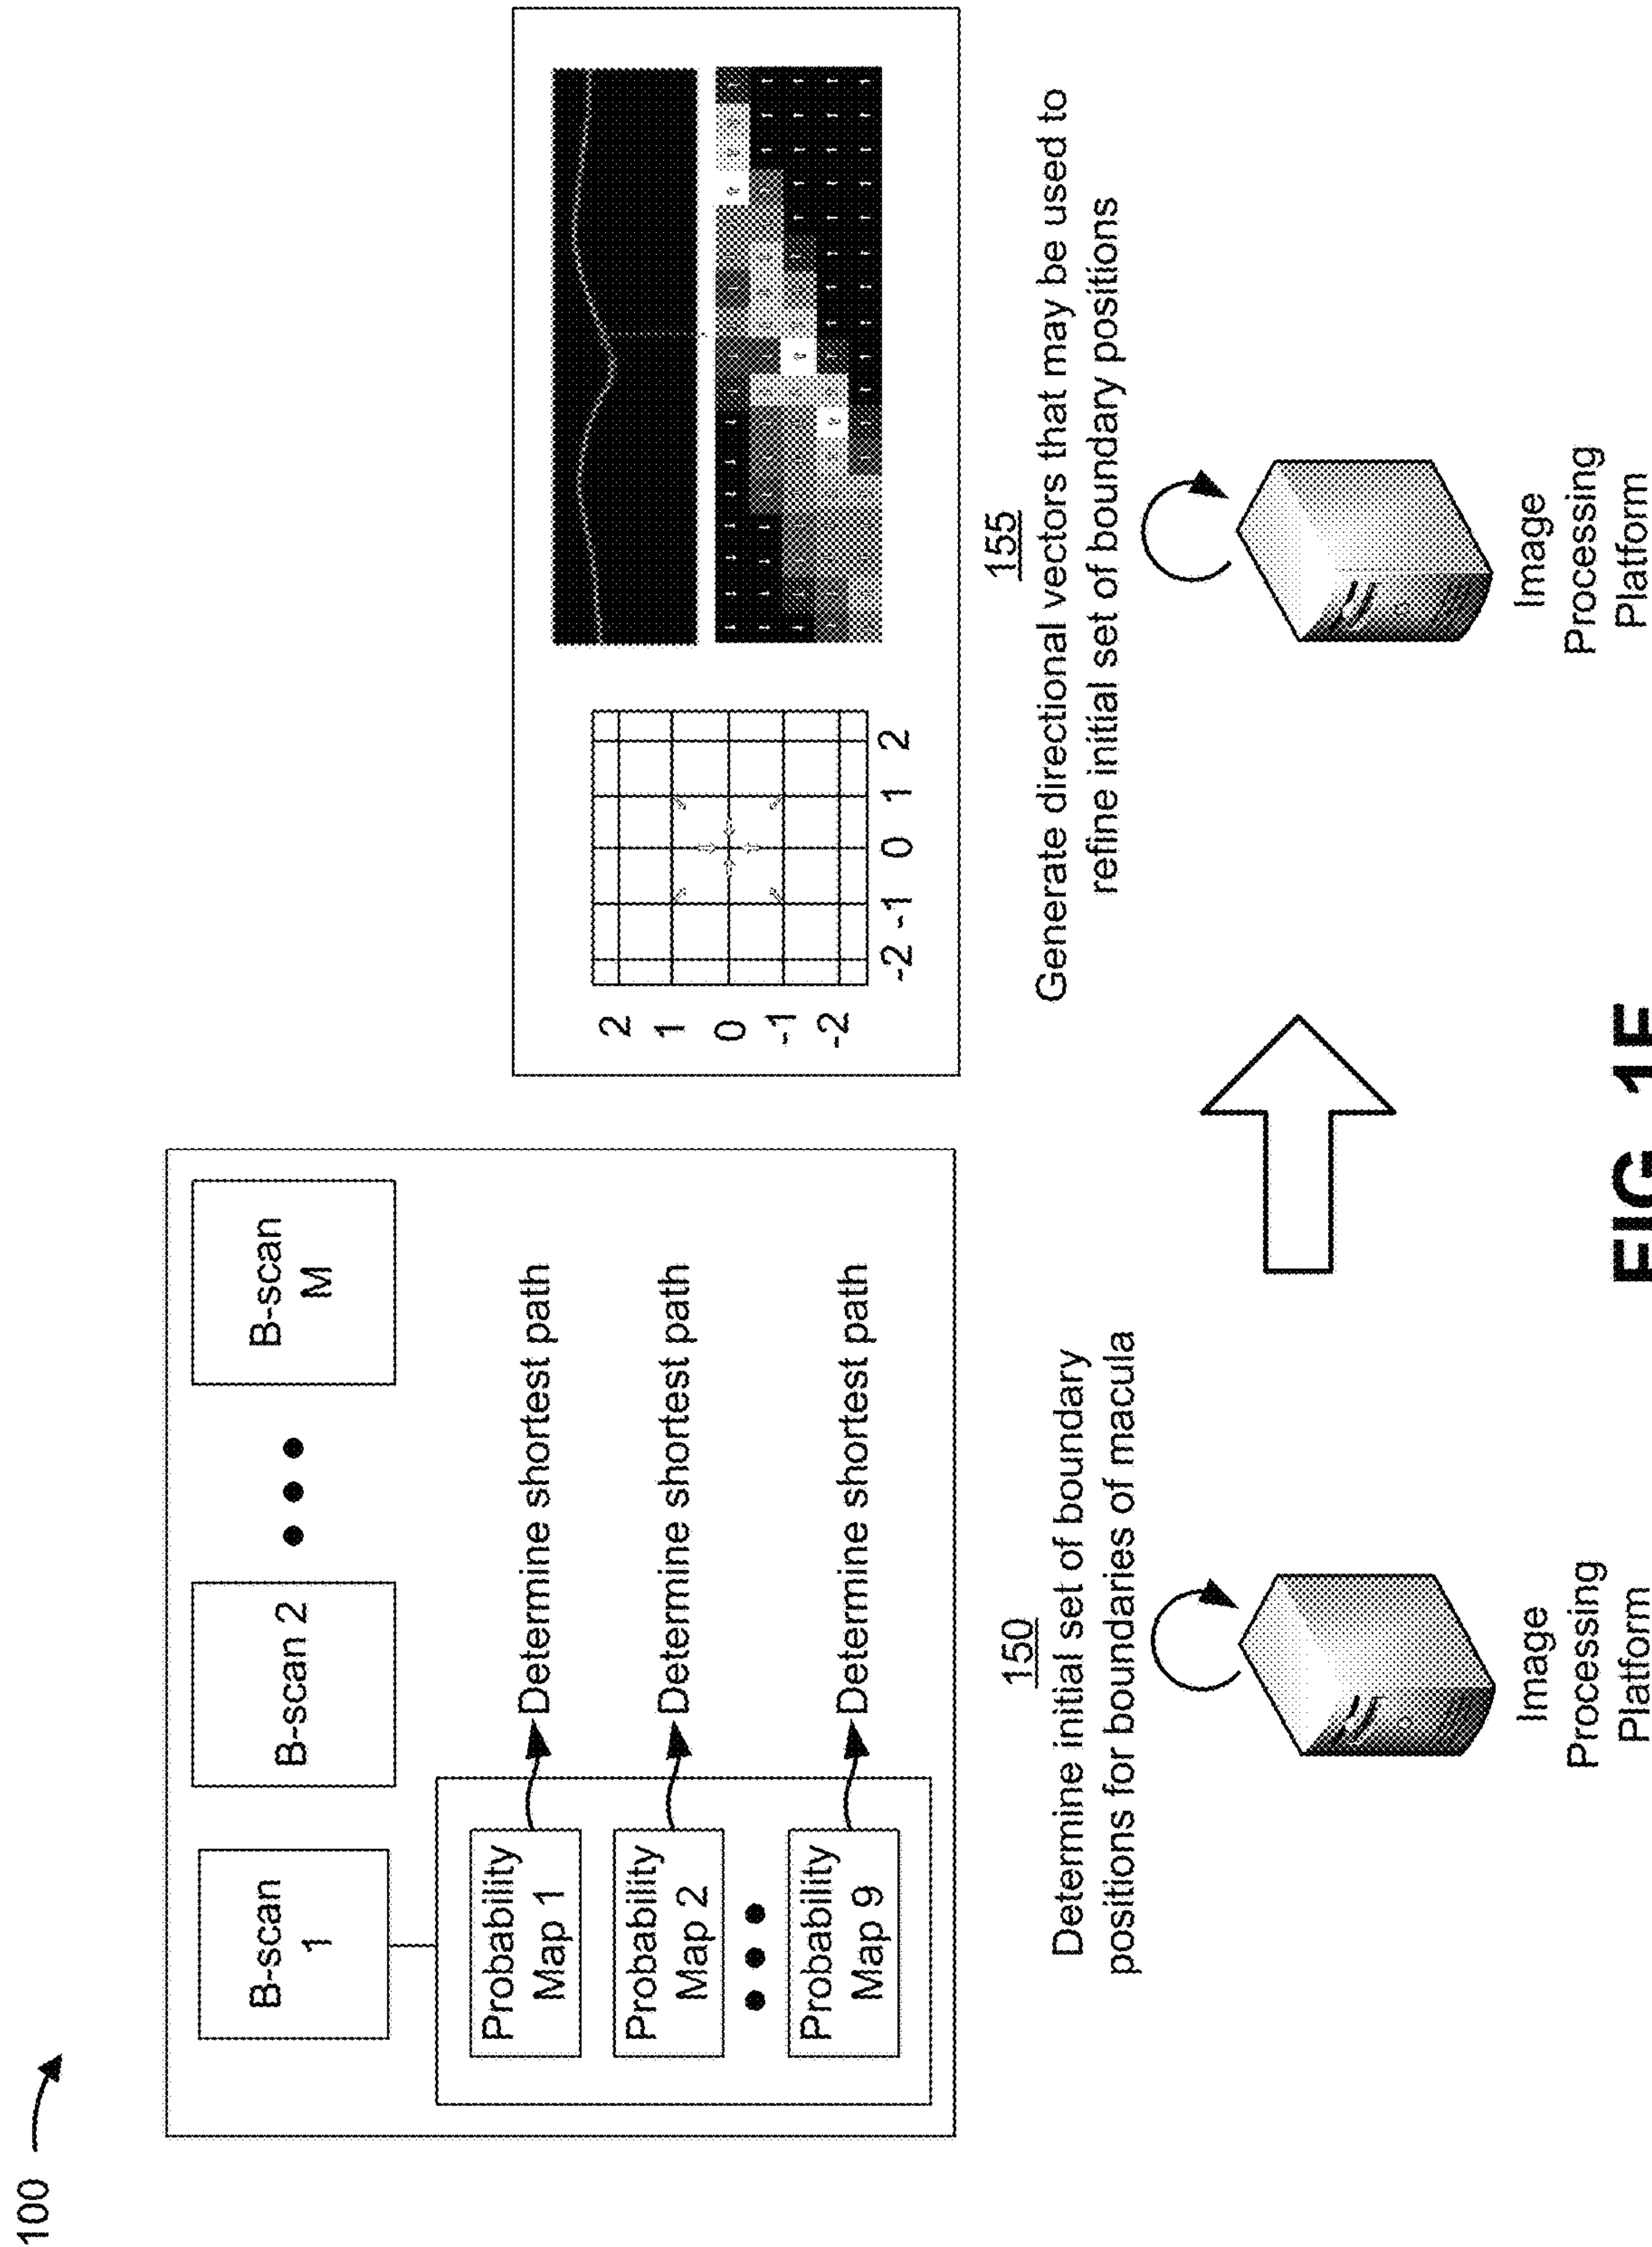 100
B-scan
1
B-scan 2
B-scan
M
Probability
Map 1
Determine shortest path
Probability
Map 2
Determine shortest path
Probability
Map 9
Determine shortest path
150
Determine initial set of boundary
positions for boundaries of macula
Image
Processing
Platform
2
1
0
-1
-2
-2 -1 0 1 2
155
Generate directional vectors that may be used to
refine initial set of boundary positions
Image
Processing
Platform
FIG